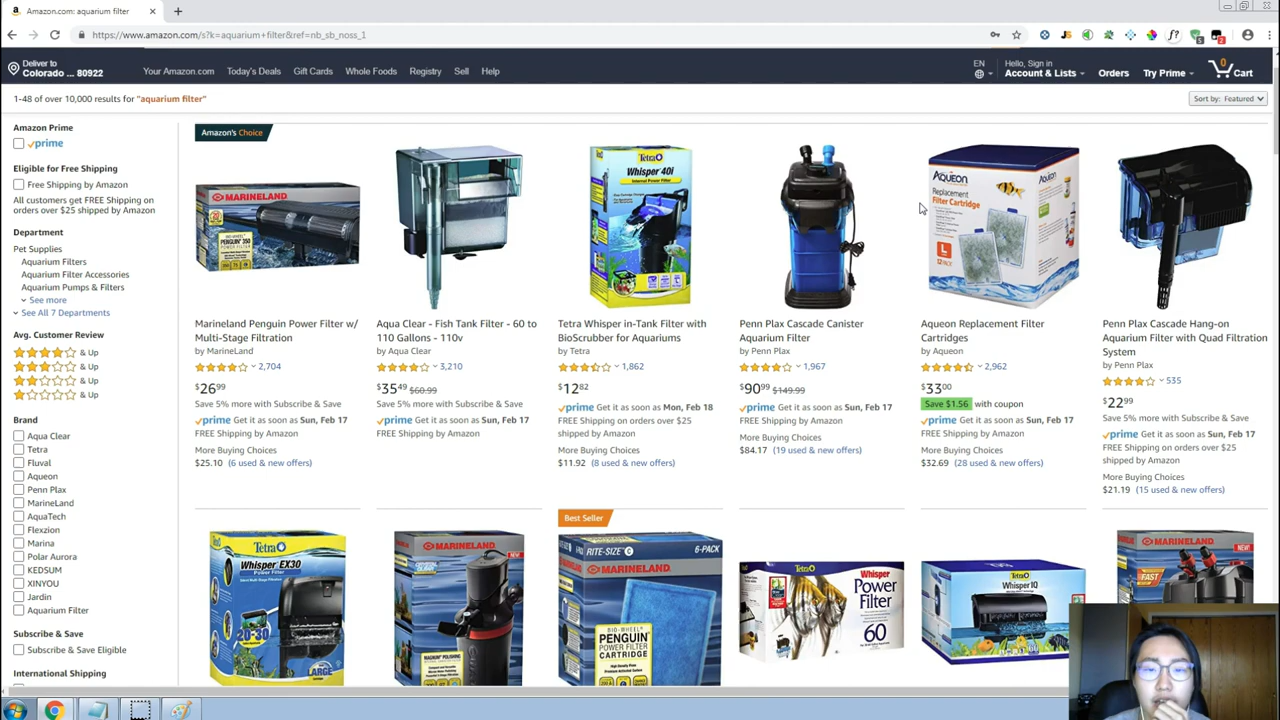 Amazon.com: aquarium filter
https://www.amazon.com/s?k=aquarium+filter&ref=nb_sb_noss_1
Deliver to
Colorado ... 80922
Your Amazon.com
Today's Deals
Gift Cards
Whole Foods
Registry
Sell
Help
EN
Hello, Sign in
Account & Lists
Orders
Try Prime
0
Cart
1-48 of over 10,000 results for "aquarium filter"
Sort by: Featured
Amazon Prime
prime
Eligible for Free Shipping
Free Shipping by Amazon
All customers get FREE Shipping on
orders over $25 shipped by Amazon
Department
Pet Supplies
Aquarium Filters
Aquarium Filter Accessories
Aquarium Pumps & Filters
See more
See All 7 Departments
Avg. Customer Review
& Up
& Up
& Up
& Up
Brand
Aqua Clear
Tetra
Fluval
Aqueon
Penn Plax
MarineLand
AquaTech
Flexzion
Marina
Polar Aurora
KEDSUM
XINYOU
Jardin
Aquarium Filter
Subscribe & Save
Subscribe & Save Eligible
International Shipping
Amazon's Choice
MARINELAND
PENGUIN 350
Marineland Penguin Power Filter w/
Multi-Stage Filtration
by MarineLand
2,704
$26 99
Save 5% more with Subscribe & Save
prime Get it as soon as Sun, Feb 17
FREE Shipping by Amazon
More Buying Choices
$25.10 (6 used & new offers)
Aqua Clear - Fish Tank Filter - 60 to
110 Gallons - 110v
by Aqua Clear
3,210
$35 49 $60.99
Save 5% more with Subscribe & Save
prime Get it as soon as Sun, Feb 17
FREE Shipping by Amazon
Tetra
Whisper 40i
Internal Power Filter
Tetra Whisper in-Tank Filter with
BioScrubber for Aquariums
by Tetra
1,862
$12 82
prime Get it as soon as Mon, Feb 18
FREE Shipping on orders over $25
shipped by Amazon
More Buying Choices
$11.92 (8 used & new offers)
Penn Plax Cascade Canister
Aquarium Filter
by Penn Plax
1,967
$90 99 $149.99
prime Get it as soon as Sun, Feb 17
FREE Shipping by Amazon
More Buying Choices
$84.17 (19 used & new offers)
Aqueon
Aqueon
Replacement
Filter Cartridge
L
12 PACK
Aqueon Replacement Filter
Cartridges
by Aqueon
2,962
$33 00
Save $1.56 with coupon
prime Get it as soon as Sun, Feb 17
FREE Shipping by Amazon
More Buying Choices
$32.69 (28 used & new offers)
Penn Plax Cascade Hang-on
Aquarium Filter with Quad Filtration
System
by Penn Plax
535
$22 99
Save 5% more with Subscribe & Save
prime Get it as soon as Sun, Feb 17
FREE Shipping on orders over $25
shipped by Amazon
More Buying Choices
$21.19 (15 used & new offers)
Tetra
Whisper EX30
Power Filter
20-30
LARGE
MARINELAND
NEW!
Best Seller
RITE-SIZE C
6-PACK
MARINELAND
BIO-WHEEL
PENGUIN
POWER FILTER
CARTRIDGE
Tetra
Whisper
Power
Filter
60
Tetra
Whisper IQ
MARINELAND
NEW!
FAST